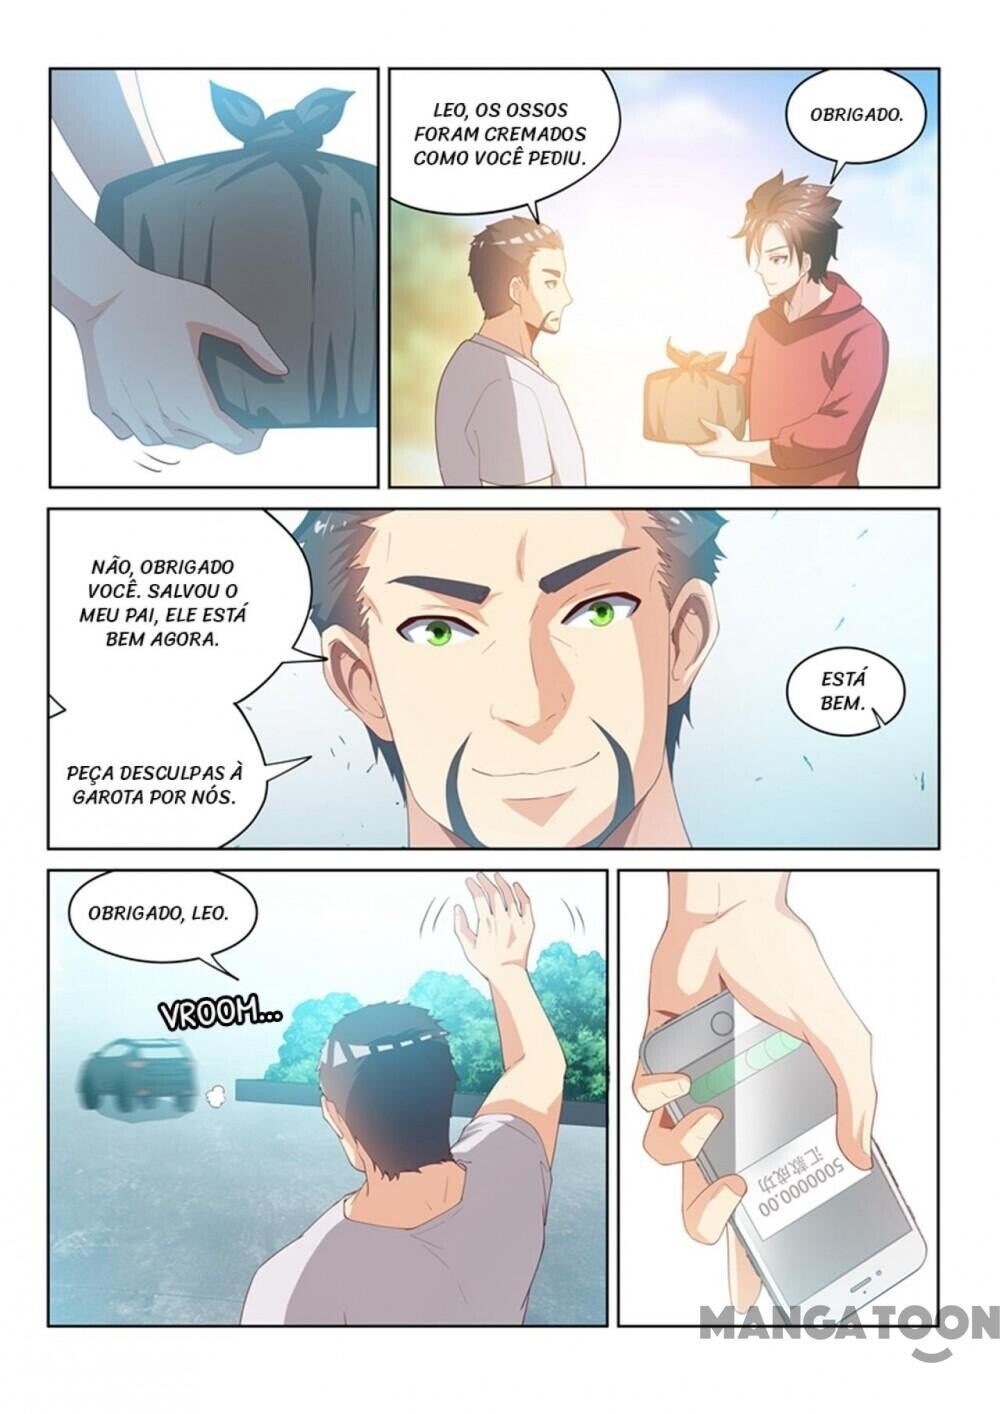 LEO, OS OSSOS
FORAM CREMADOS
COMO VOCÊ PEDIU.
OBRIGADO.
NÃO, OBRIGADO
VOCÊ. SALVOU O
MEU PAI, ELE ESTÁ
BEM AGORA.
PEÇA DESCULPAS À
GAROTA POR NÓS.
ESTÁ
BEM.
OBRIGADO, LEO.
VROOM...
汇款成功
5000000.00
MANGATOON